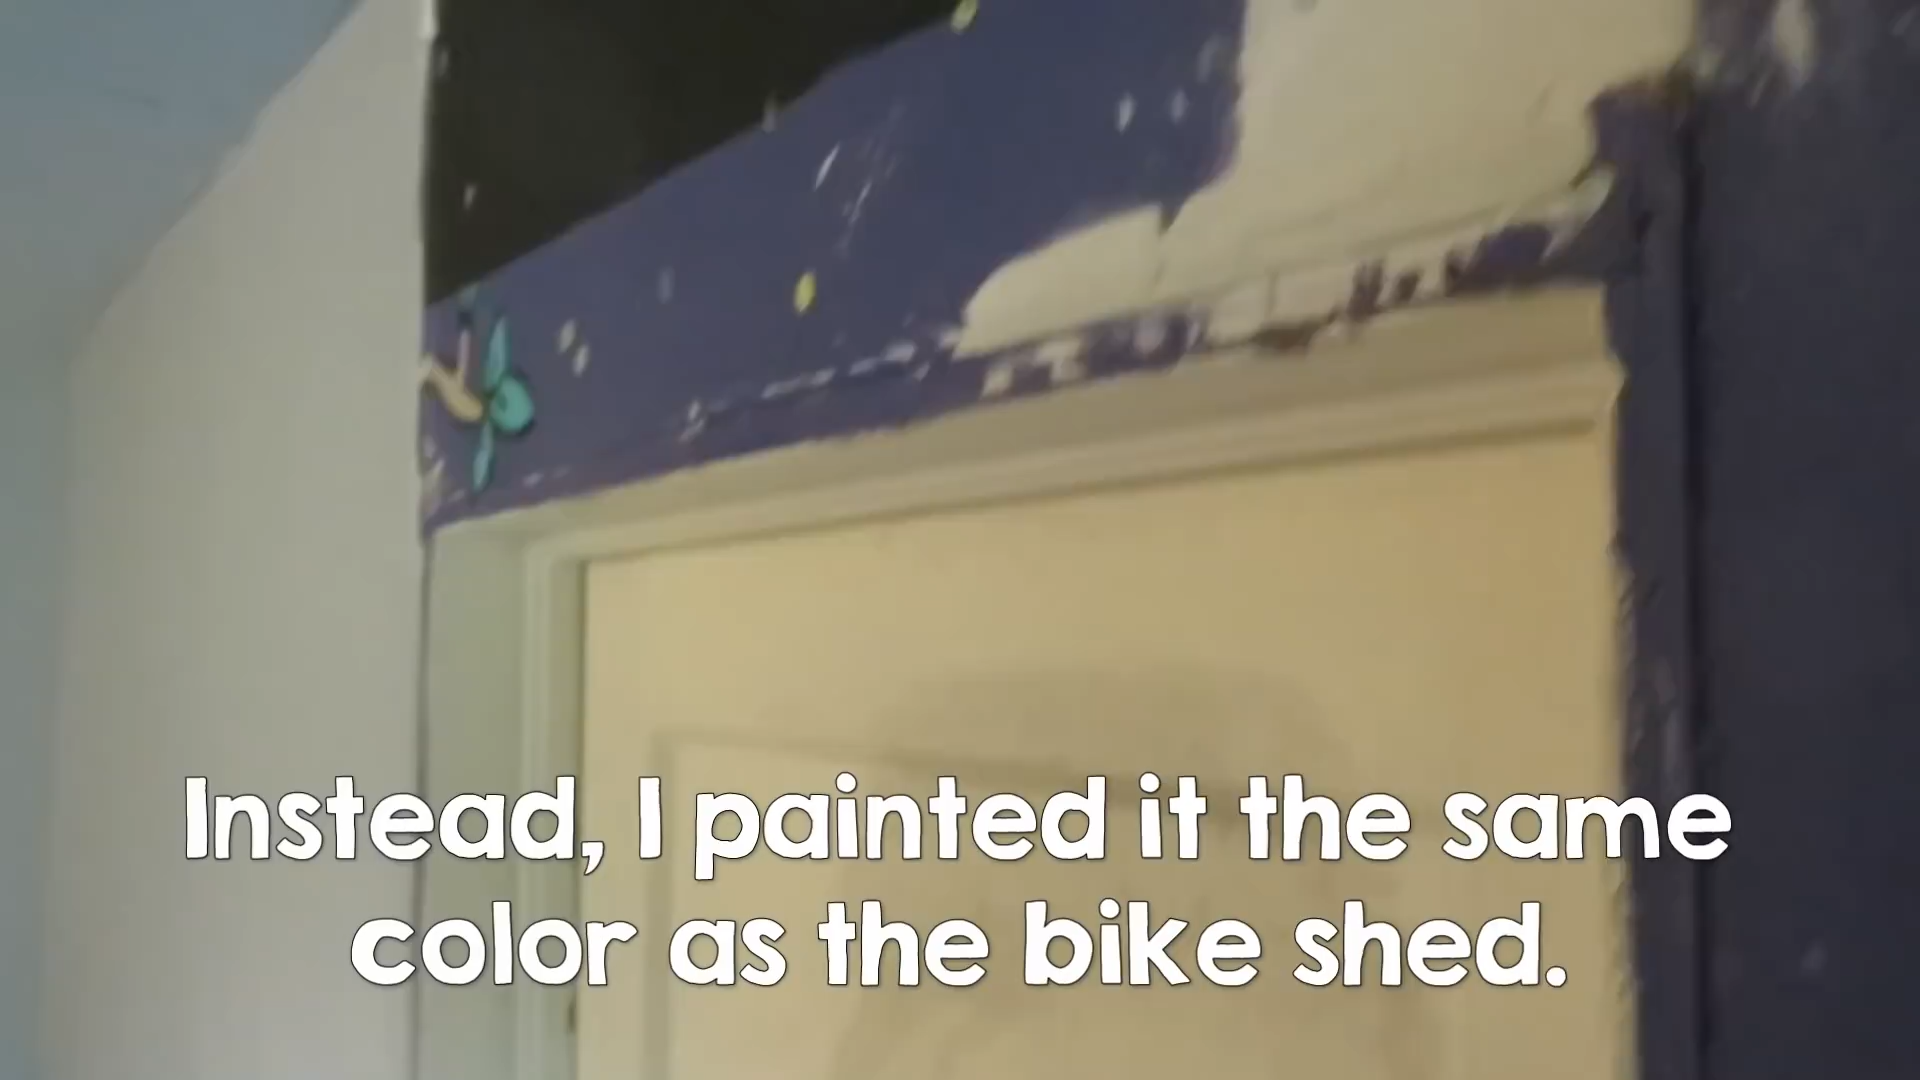 Instead, I painted it the same
color as the bike shed.